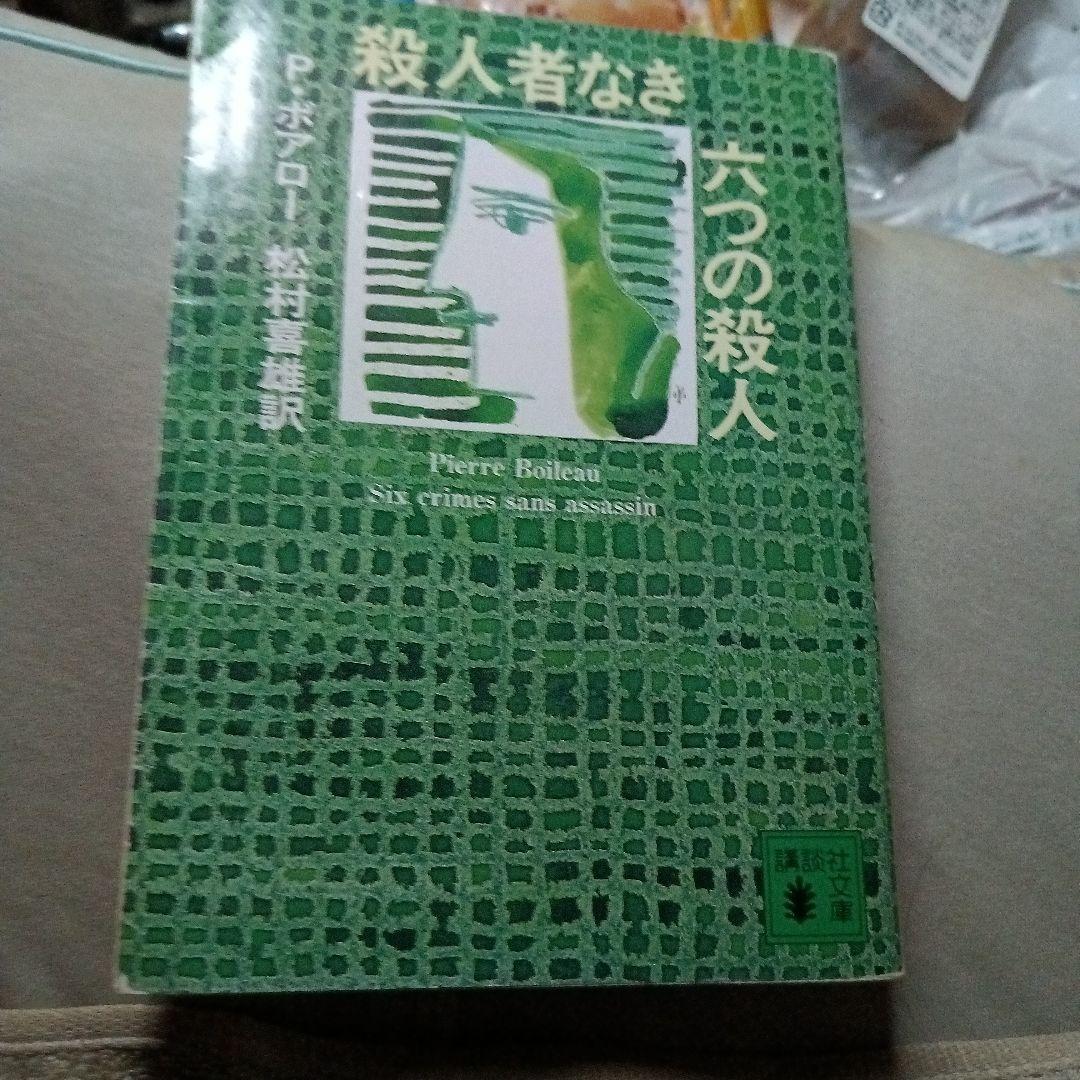 殺人者なき
六つの殺人
P・ボアロー 松村喜雄訳
Pierre Boileau
Six crimes sans assassin
講談社
文庫